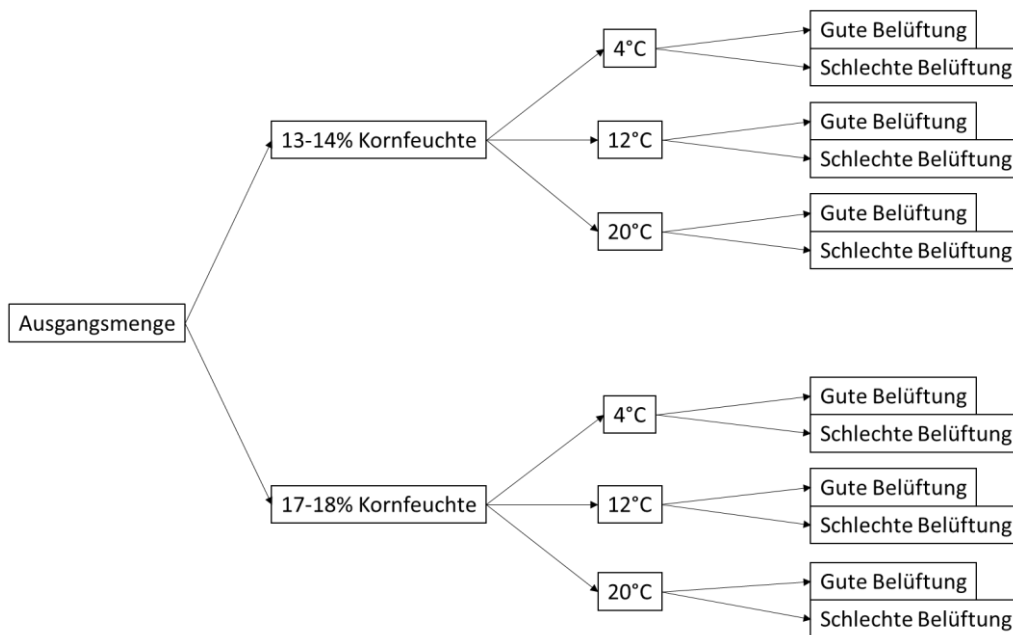 4°C
Gute Belüftung
Schlechte Belüftung
13-14% Kornfeuchte
12°C
Gute Belüftung
Schlechte Belüftung
20°C
Gute Belüftung
Schlechte Belüftung
Ausgangsmenge
4°C
Gute Belüftung
Schlechte Belüftung
17-18% Kornfeuchte
12°C
Gute Belüftung
Schlechte Belüftung
20°C
Gute Belüftung
Schlechte Belüftung